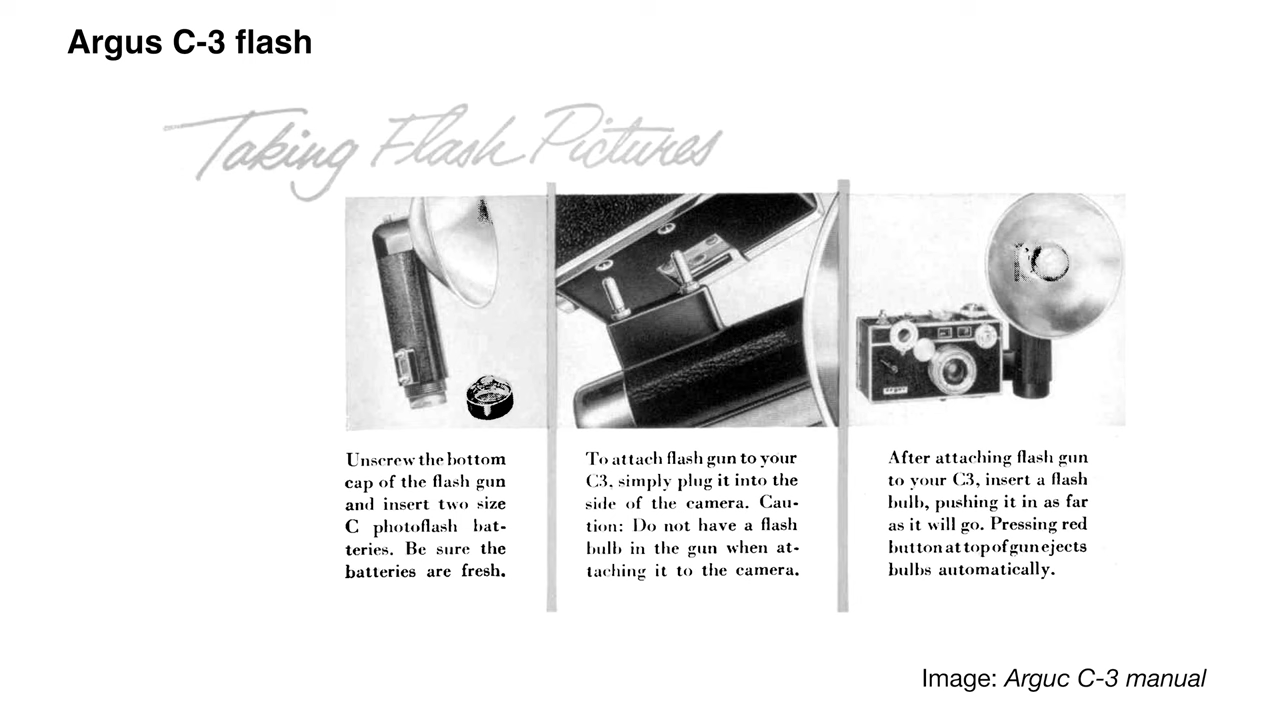 Argus C-3 flash
Taking Flash Pictures
Unscrew the bottom
cap of the flash gun
and insert two size
C photoflash bat-
teries. Be sure the
batteries are fresh.
To attach flash gun to your
C3, simply plug it into the
side of the camera. Cau-
tion: Do not have a flash
bulb in the gun when at-
taching it to the camera.
argus
After attaching flash gun
to your C3, insert a flash
bulb, pushing it in as far
as it will go. Pressing red
button at top of gun ejects
bulbs automatically.
Image: Arguc C-3 manual